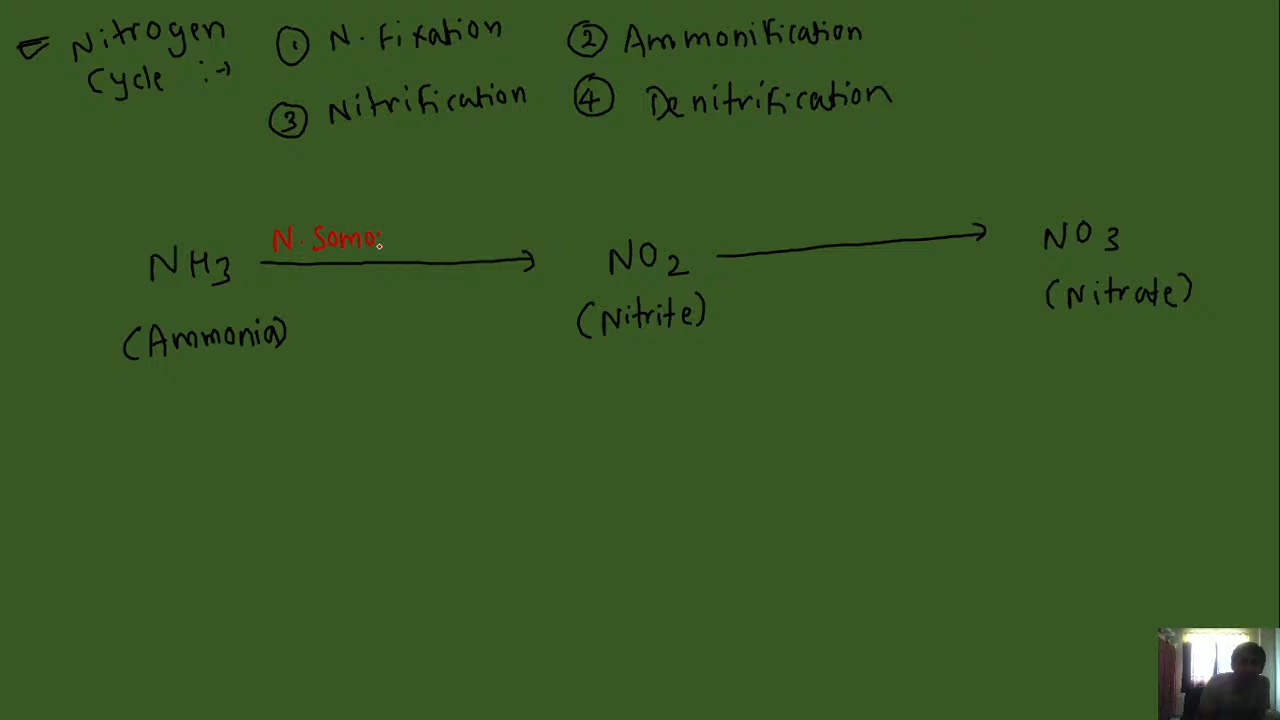 Nitrogen Cycle :→
① N. Fixation ② Ammonification
③ Nitrification ④ Denitrification
N. Somo
NH3 → NO2 → NO3
(Ammonia) (Nitrite) (Nitrate)